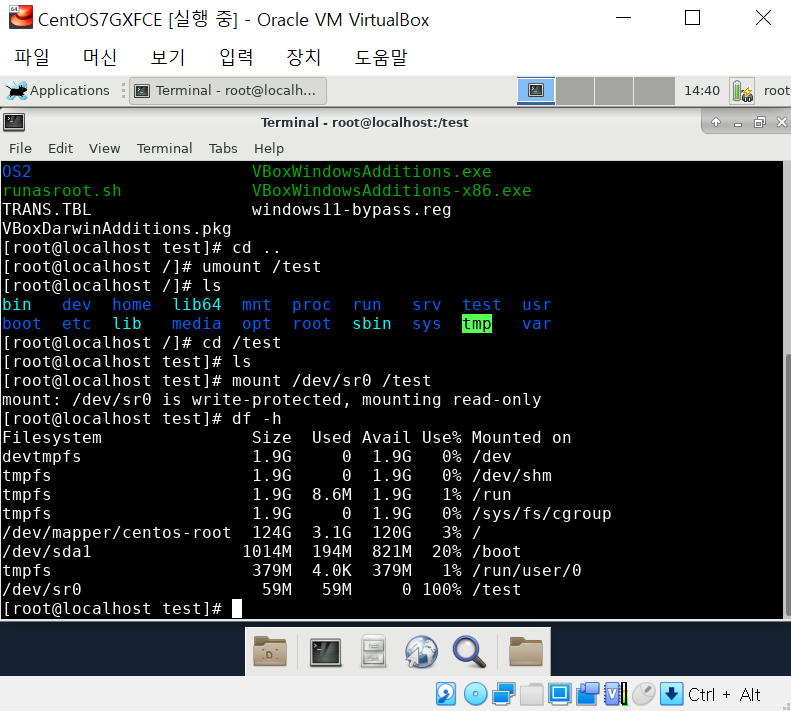 CentOS7GXFCE [실행 중] - Oracle VM VirtualBox
파일 머신 보기 입력 장치 도움말
Applications Terminal - root@localh... 14:40 root
Terminal - root@localhost:/test
File Edit View Terminal Tabs Help
OS2 VBoxWindowsAdditions.exe
runasroot.sh VBoxWindowsAdditions-x86.exe
TRANS.TBL windows11-bypass.reg
VBoxDarwinAdditions.pkg
[root@localhost test]# cd ..
[root@localhost /]# umount /test
[root@localhost /]# ls
bin dev home lib64 mnt proc run srv test usr
boot etc lib media opt root sbin sys tmp var
[root@localhost /]# cd /test
[root@localhost test]# ls
[root@localhost test]# mount /dev/sr0 /test
mount: /dev/sr0 is write-protected, mounting read-only
[root@localhost test]# df -h
Filesystem Size Used Avail Use% Mounted on
devtmpfs 1.9G 0 1.9G 0% /dev
tmpfs 1.9G 0 1.9G 0% /dev/shm
tmpfs 1.9G 8.6M 1.9G 1% /run
tmpfs 1.9G 0 1.9G 0% /sys/fs/cgroup
/dev/mapper/centos-root 124G 3.1G 120G 3% /
/dev/sda1 1014M 194M 821M 20% /boot
tmpfs 379M 4.0K 379M 1% /run/user/0
/dev/sr0 59M 59M 0 100% /test
[root@localhost test]#
Ctrl + Alt